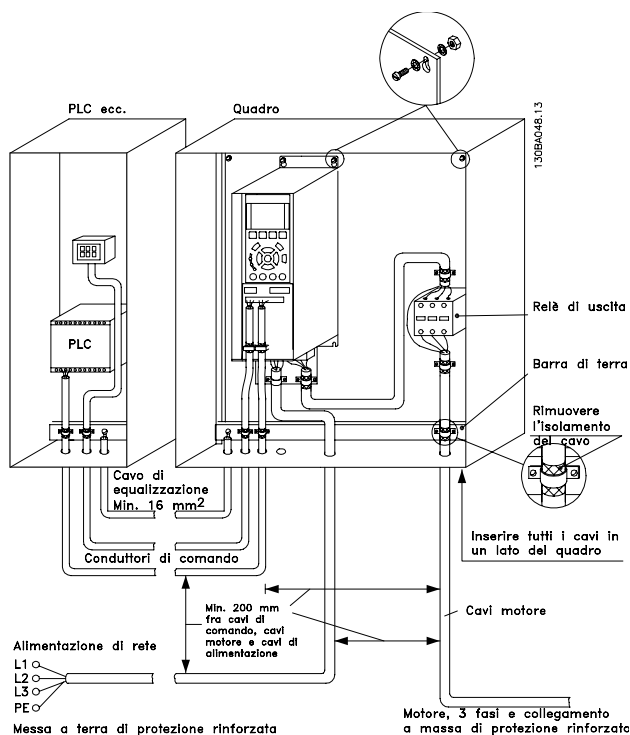 PLC ecc.
Quadro
130BA048.13
PLC
Relè di uscita
Barra di terra
Rimuovere
l'isolamento
del cavo
Cavo di
equalizzazione
Min. 16 mm²
Inserire tutti i cavi in
un lato del quadro
Conduttori di comando
Min. 200 mm
fra cavi di
comando, cavi
motore e cavi di
alimentazione
Cavi motore
Alimentazione di rete
L1
L2
L3
PE
Messa a terra di protezione rinforzata
Motore, 3 fasi e collegamento
a massa di protezione rinforzato